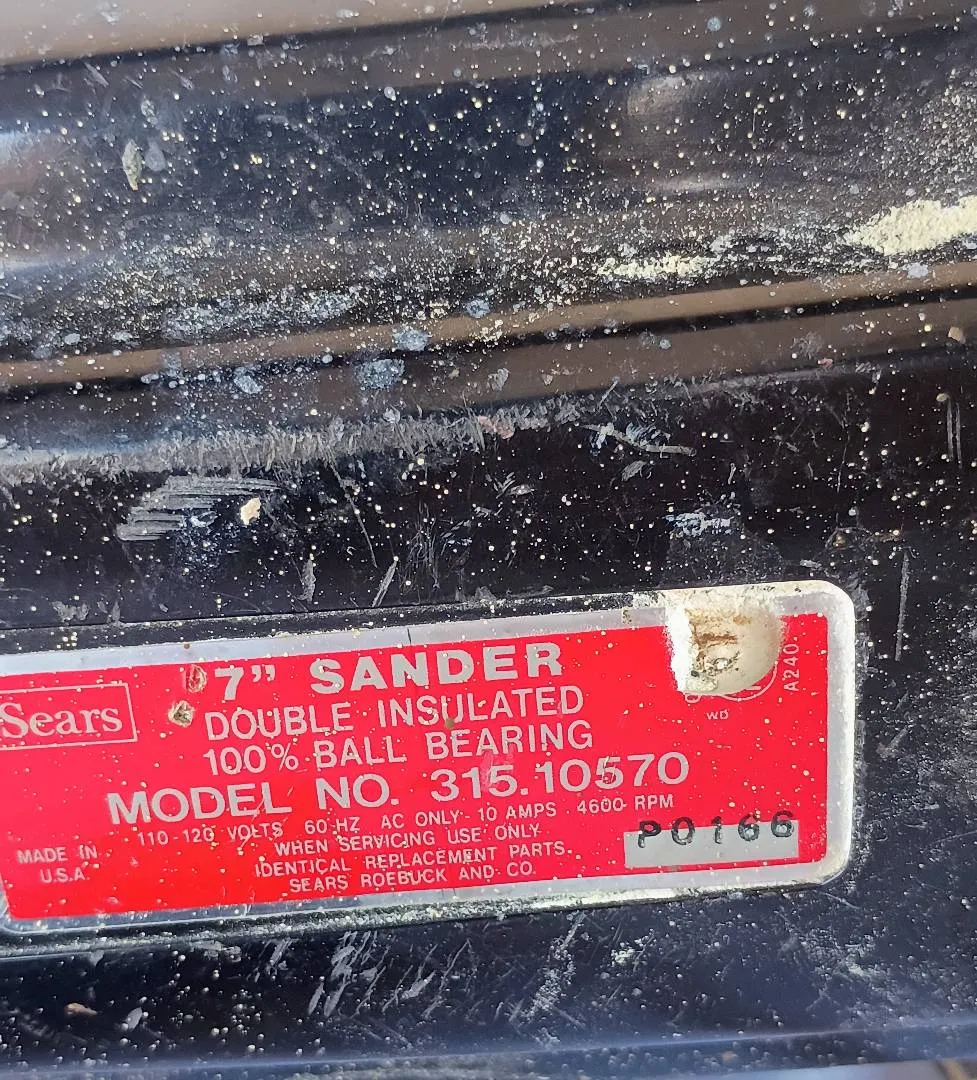 Sears
7” SANDER
DOUBLE INSULATED
100% BALL BEARING
MODEL NO. 315.10570
110-120 VOLTS 60 HZ AC ONLY - 10 AMPS 4600 RPM
WHEN SERVICING USE ONLY
IDENTICAL REPLACEMENT PARTS.
SEARS ROEBUCK AND CO.
MADE IN
U.S.A
P0166
WD
A240